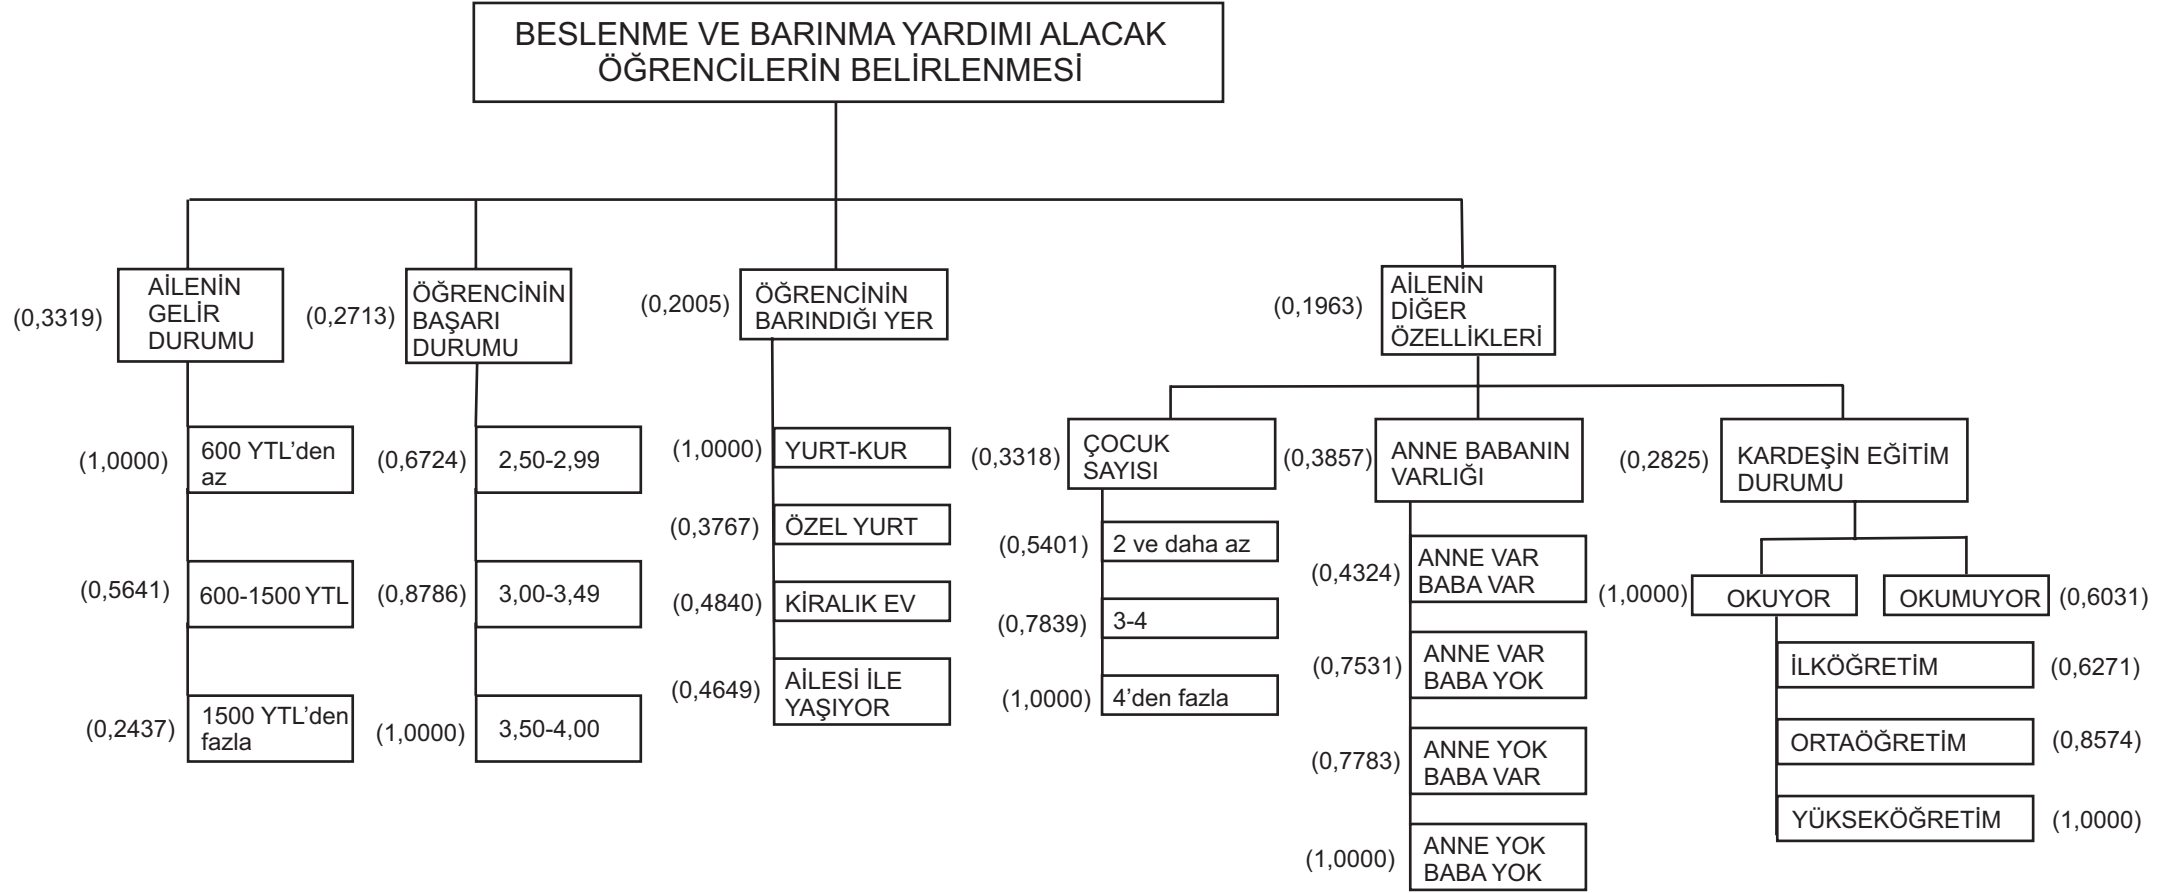 BESLENME VE BARINMA YARDIMI ALACAK
ÖĞRENCİLERİN BELİRLENMESİ
(0,3319)
AİLENİN
GELİR
DURUMU
(1,0000)
600 YTL'den
az
(0,5641)
600-1500 YTL
(0,2437)
1500 YTL'den
fazla
(0,2713)
ÖĞRENCİNİN
BAŞARI
DURUMU
(0,6724)
2,50-2,99
(0,8786)
3,00-3,49
(1,0000)
3,50-4,00
(0,2005)
ÖĞRENCİNİN
BARINDIĞI YER
(1,0000)
YURT-KUR
(0,3767)
ÖZEL YURT
(0,4840)
KİRALIK EV
(0,4649)
AİLESİ İLE
YAŞIYOR
(0,1963)
AİLENİN
DİĞER
ÖZELLİKLERİ
(0,3318)
ÇOCUK
SAYISI
(0,5401)
2 ve daha az
(0,7839)
3-4
(1,0000)
4'den fazla
(0,3857)
ANNE BABANIN
VARLIĞI
(0,4324)
ANNE VAR
BABA VAR
(0,7531)
ANNE VAR
BABA YOK
(0,7783)
ANNE YOK
BABA VAR
(1,0000)
ANNE YOK
BABA YOK
(0,2825)
KARDEŞİN EĞİTİM
DURUMU
(1,0000)
OKUYOR
OKUMUYOR
(0,6031)
İLKÖĞRETİM
(0,6271)
ORTAÖĞRETİM
(0,8574)
YÜKSEKÖĞRETİM
(1,0000)